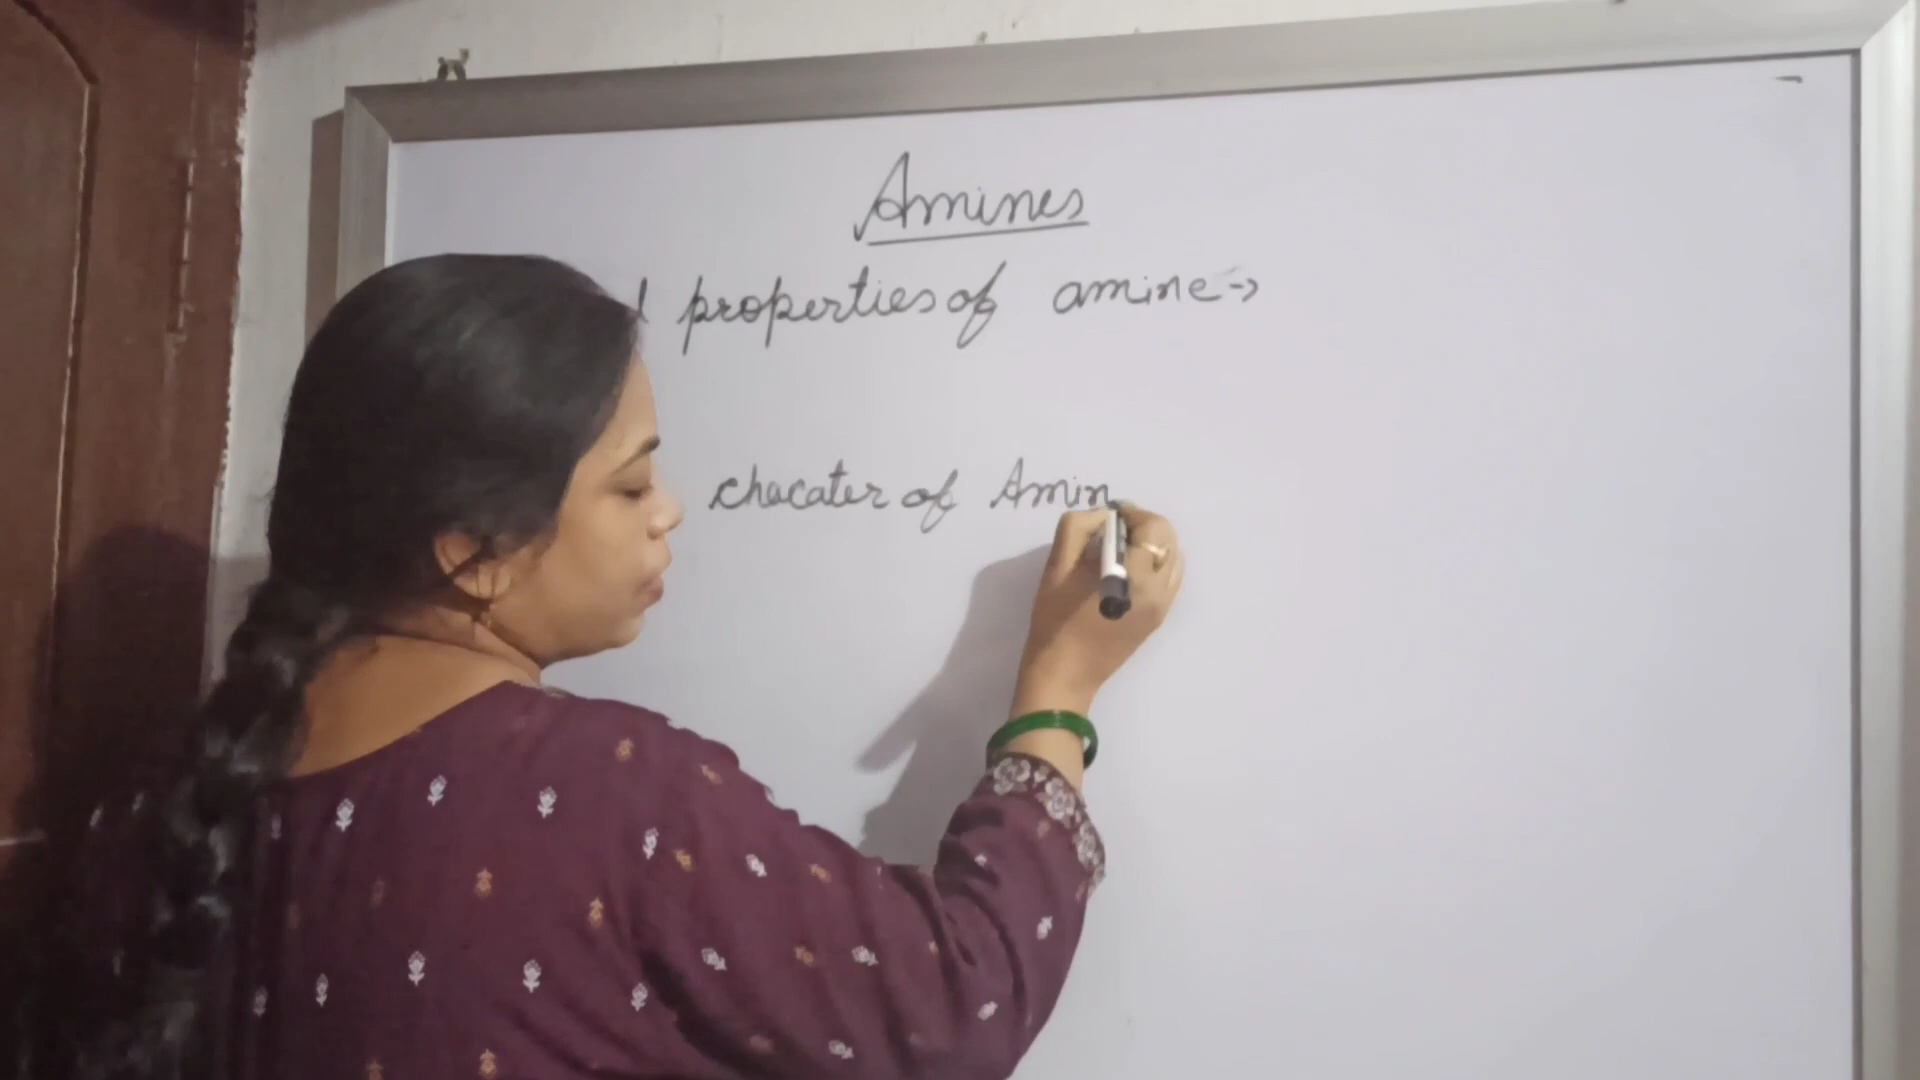 Amines
properties of amine →
chacater of Amin